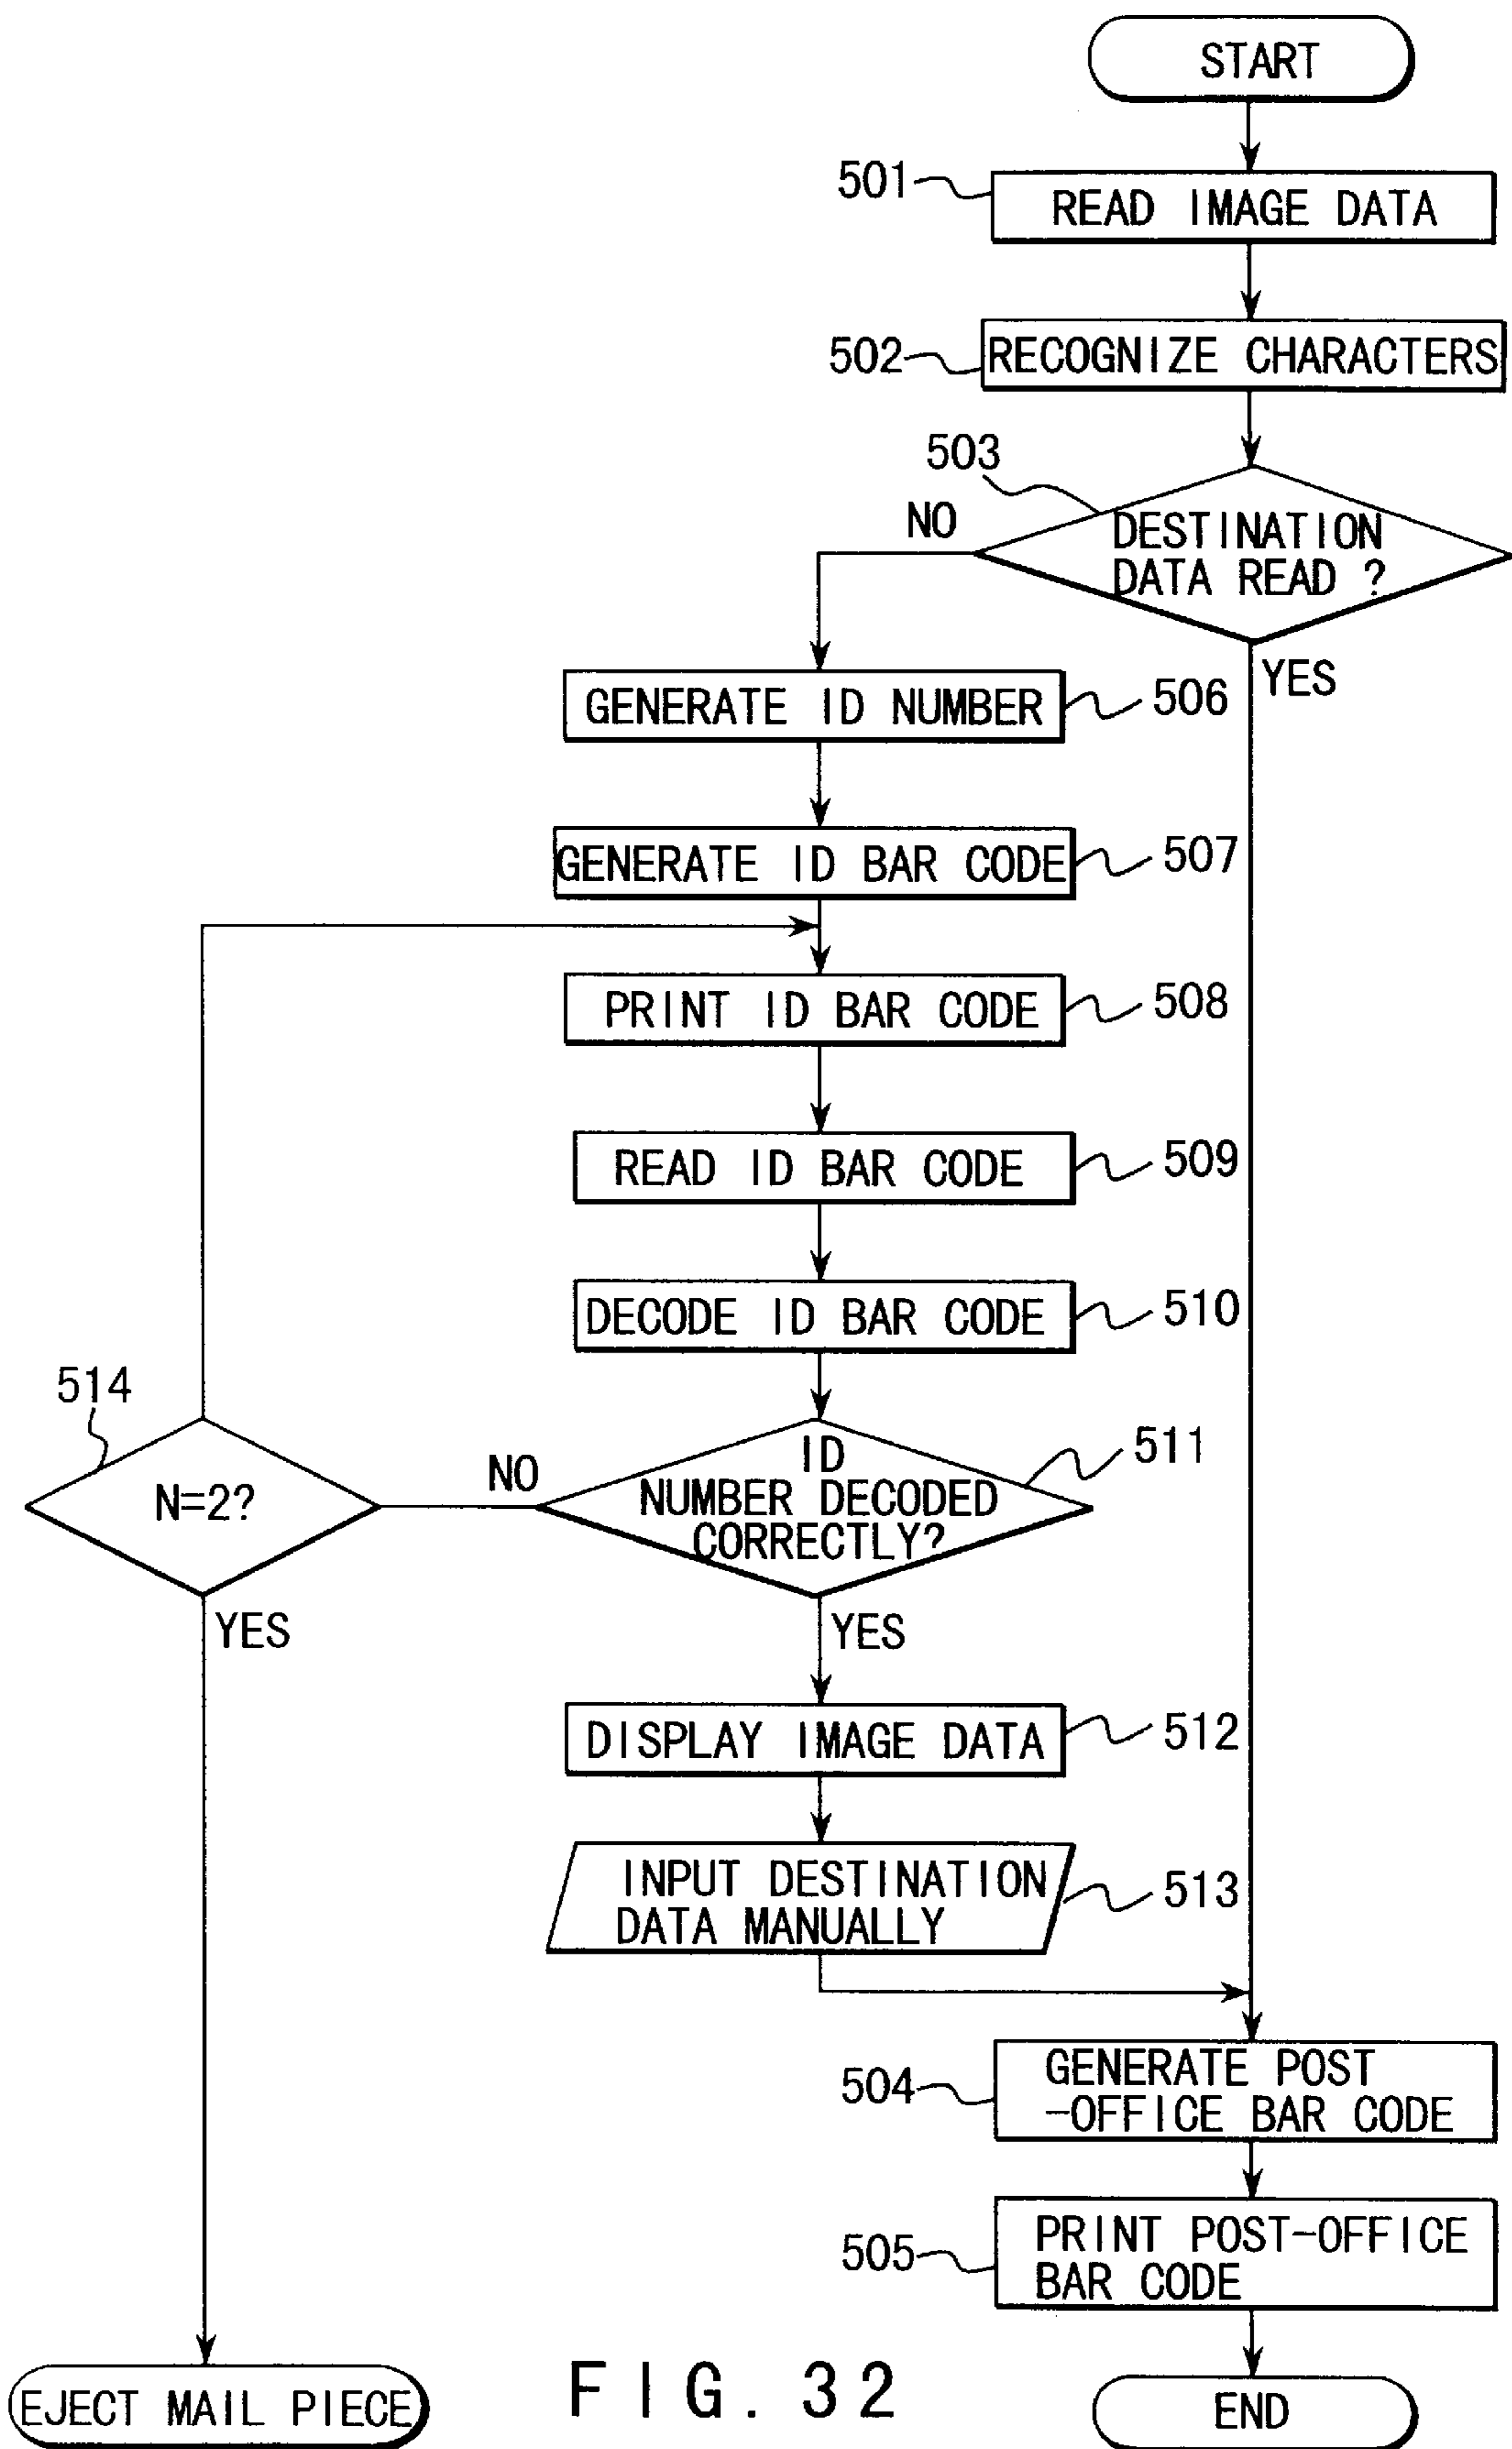 START
501
READ IMAGE DATA
502
RECOGNIZE CHARACTERS
503
NO
DESTINATION
DATA READ ?
YES
GENERATE ID NUMBER
506
GENERATE ID BAR CODE
507
PRINT ID BAR CODE
508
READ ID BAR CODE
509
DECODE ID BAR CODE
510
514
N=2?
NO
ID
NUMBER DECODED
CORRECTLY?
511
YES
YES
DISPLAY IMAGE DATA
512
INPUT DESTINATION
DATA MANUALLY
513
504
GENERATE POST
-OFFICE BAR CODE
505
PRINT POST-OFFICE
BAR CODE
EJECT MAIL PIECE
FIG. 32
END